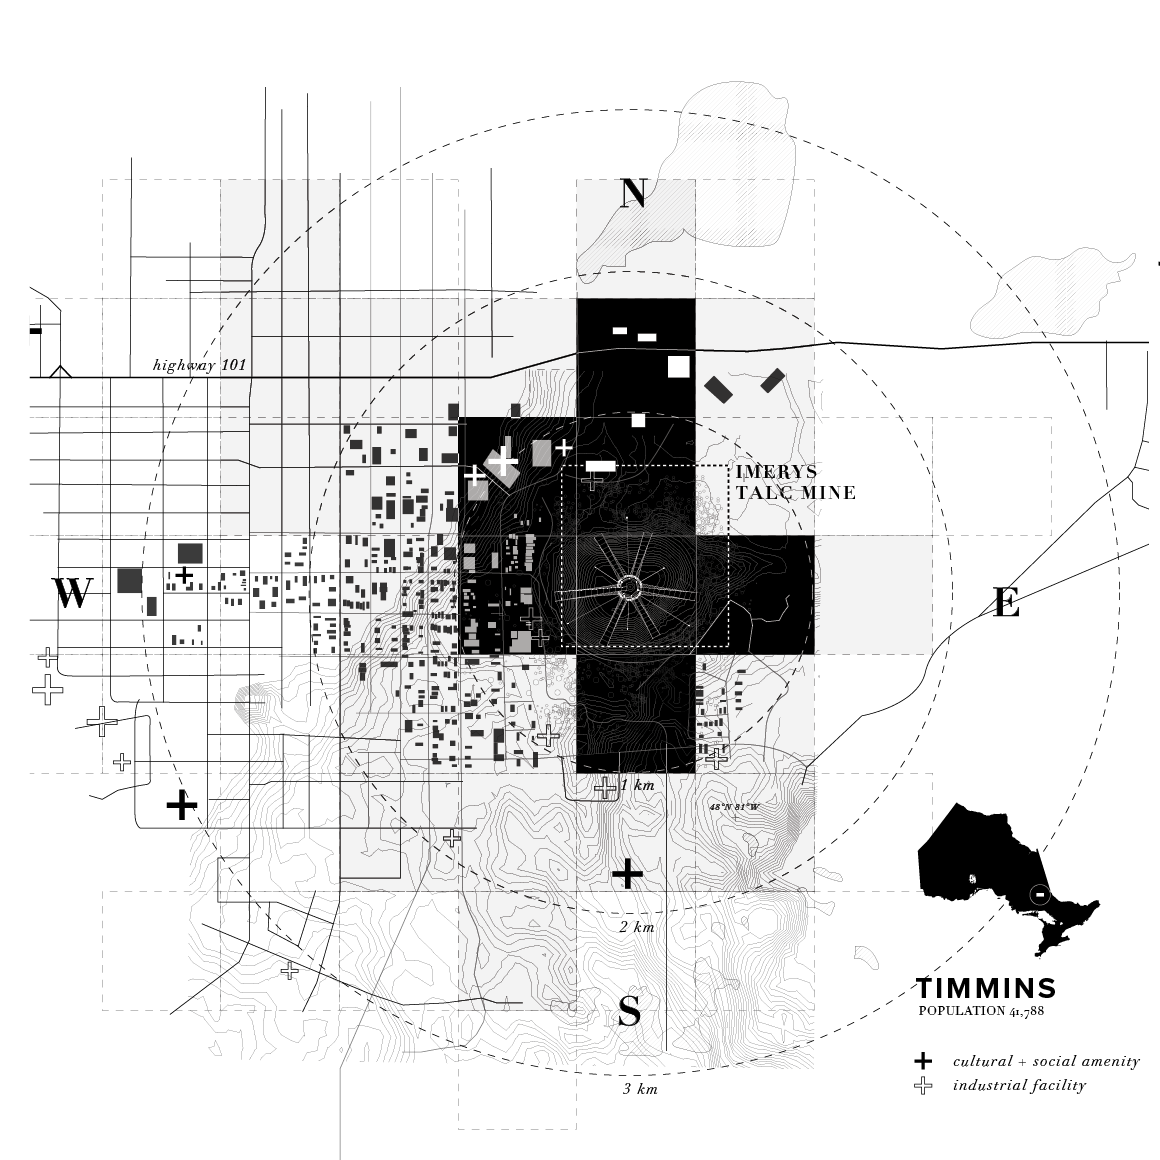 N
highway 101
IMERYS
TALC MINE
W
E
1 km
48°N 81°W
2 km
S
TIMMINS
POPULATION 41,788
cultural + social amenity
industrial facility
3 km